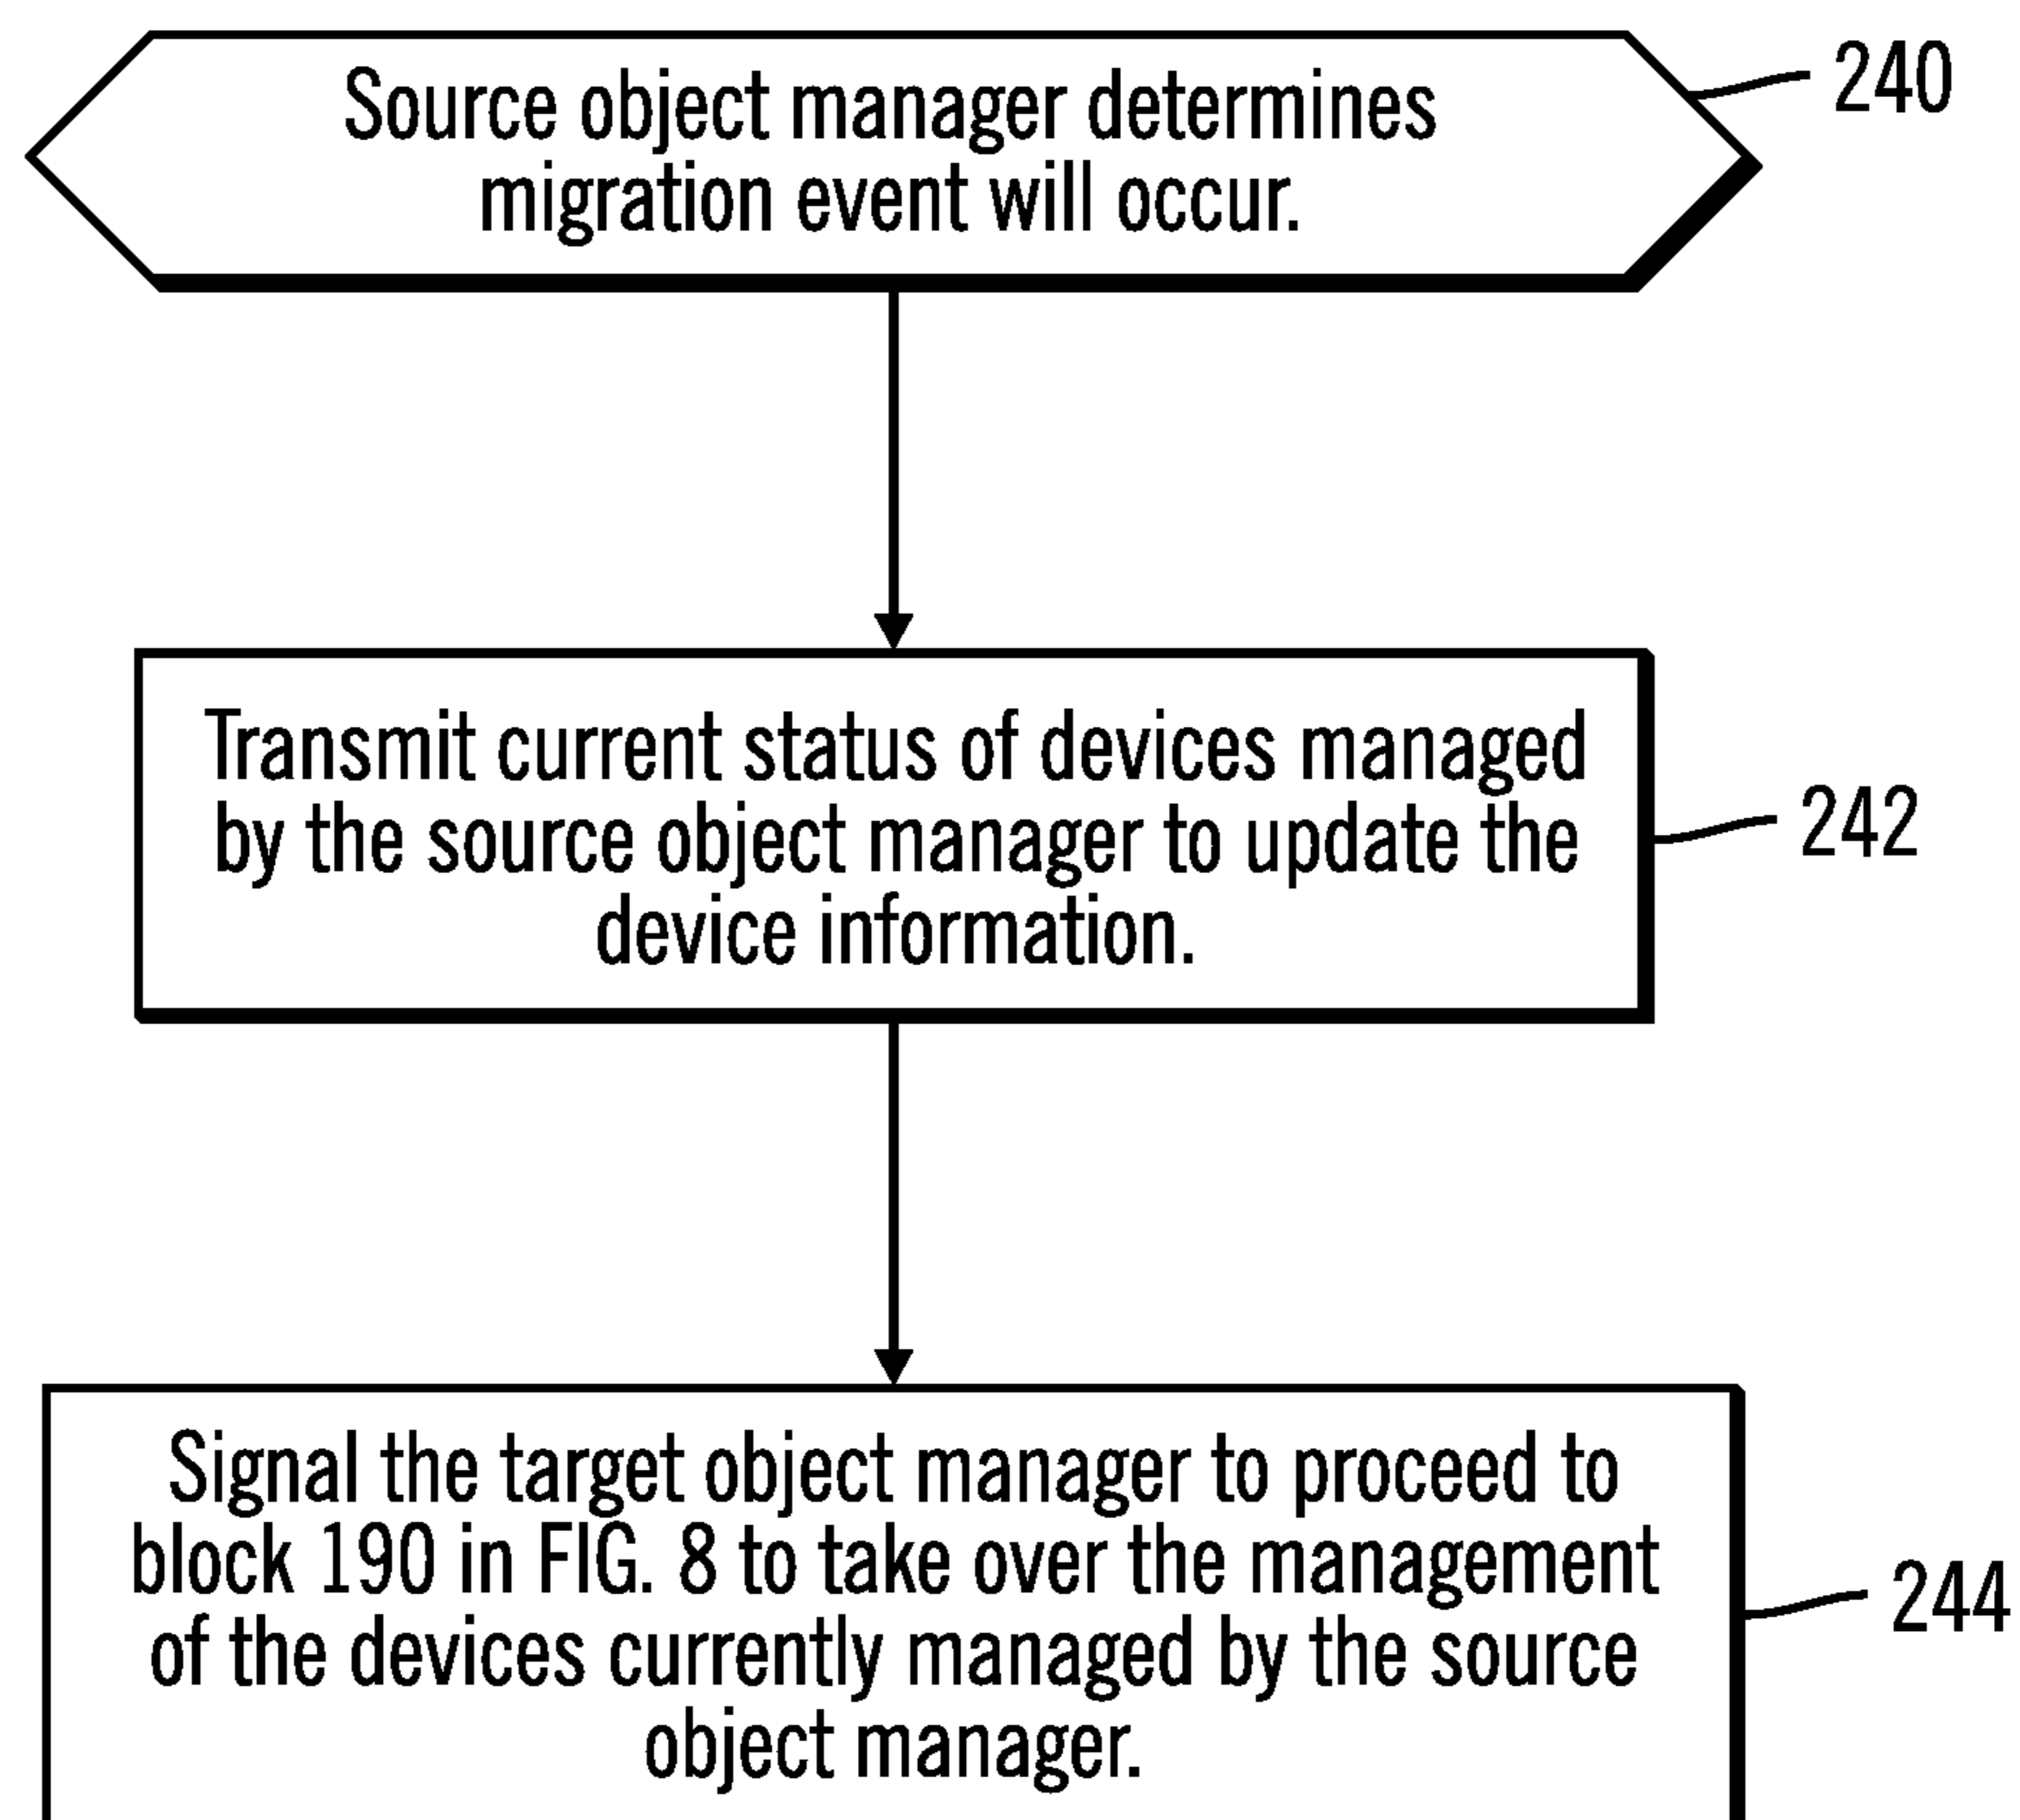 Source object manager determines
migration event will occur.
240
Transmit current status of devices managed
by the source object manager to update the
device information.
242
Signal the target object manager to proceed to
block 190 in FIG. 8 to take over the management
of the devices currently managed by the source
object manager.
244